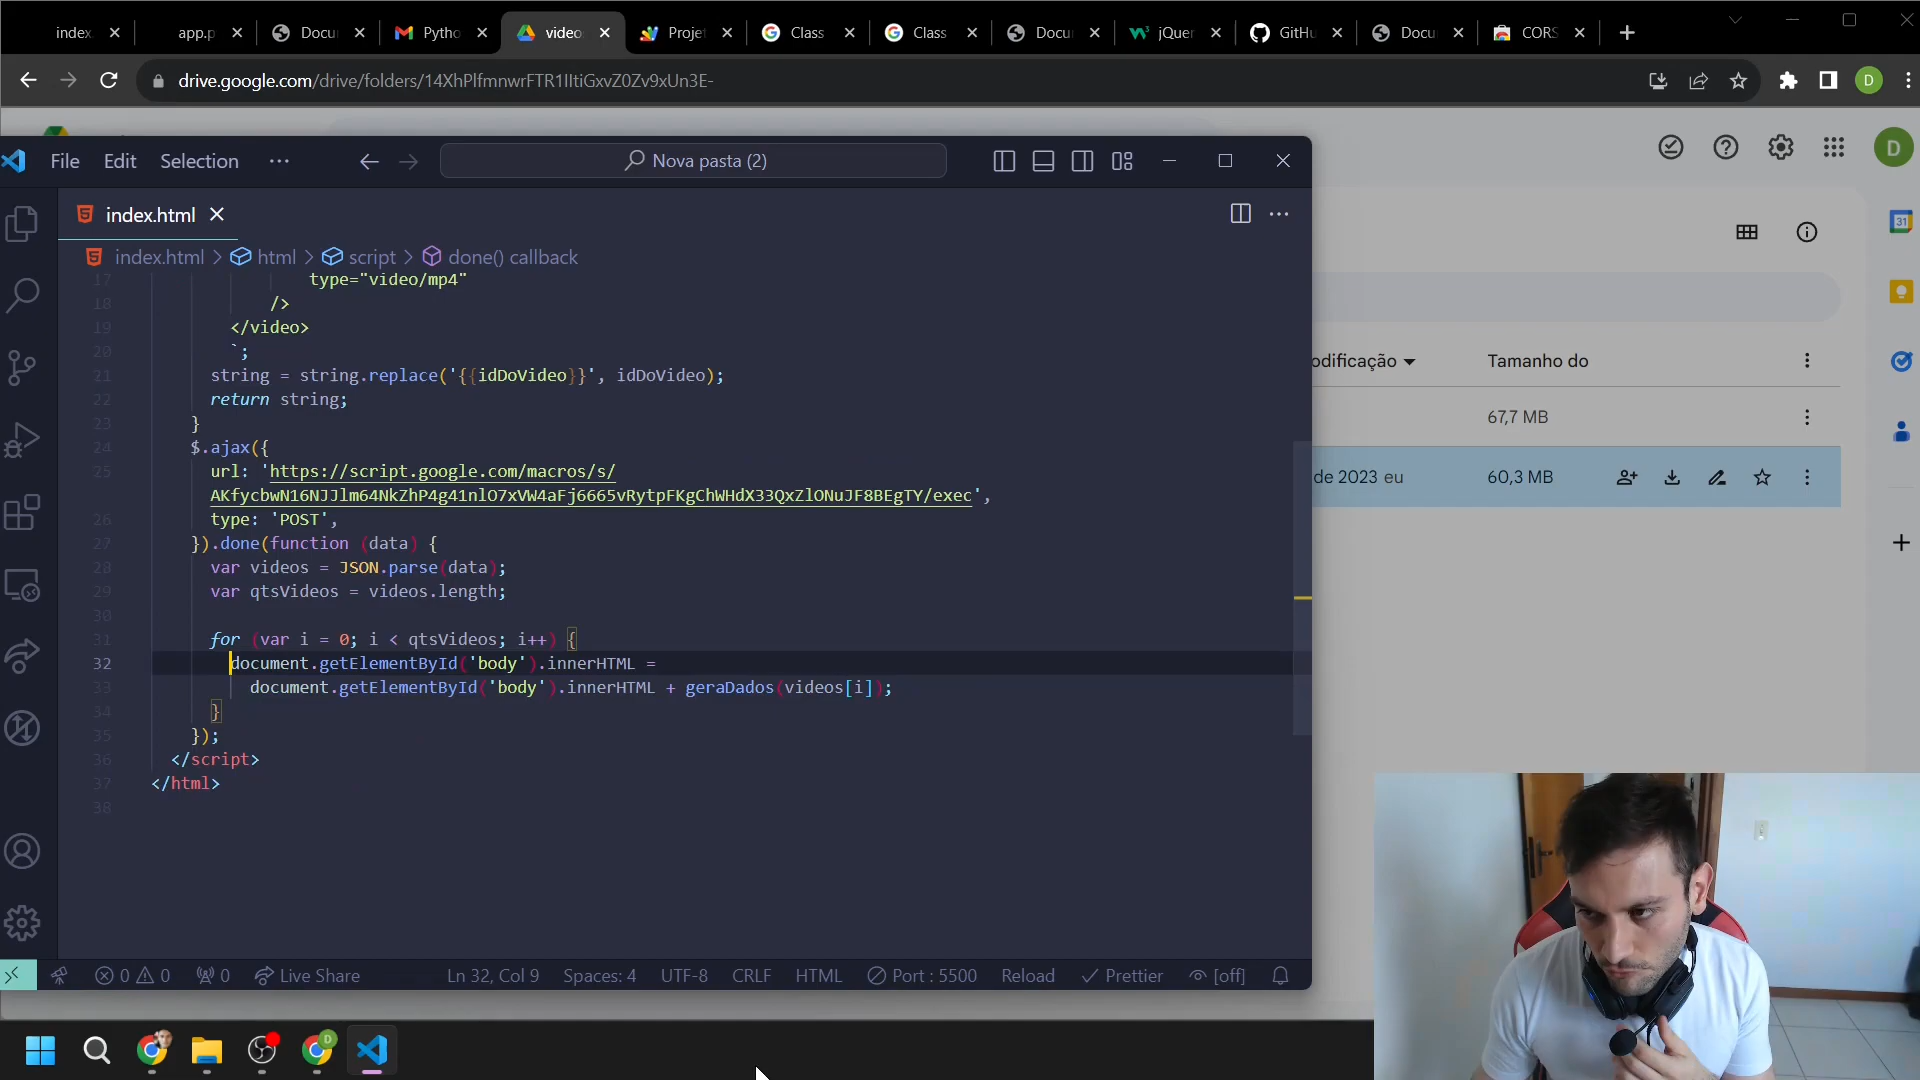 index
app.p
Docu
Pytho
video
Proje
Class
Class
Docu
jQuer
GitHu
Docu
CORS
drive.google.com/drive/folders/14XhPlfmnwrFTR1IItiGxvZ0Zv9xUn3E-
D
File Edit Selection ···
Nova pasta (2)
D
index.html
index.html > html > script > done() callback
17 type="video/mp4"
18 />
19 </video>
20 `;
21 string = string.replace('{{idDoVideo}}', idDoVideo);
22 return string;
23 }
24 $.ajax({
25 url: 'https://script.google.com/macros/s/
AKfycbwN16NJJlm64NkZhP4g41nlO7xVW4aFj6665vRytpFKgChWHdX33QxZlONuJF8BEgTY/exec',
26 type: 'POST',
27 }).done(function (data) {
28 var videos = JSON.parse(data);
29 var qtsVideos = videos.length;
30
31 for (var i = 0; i < qtsVideos; i++) {
32 document.getElementById('body').innerHTML =
33 document.getElementById('body').innerHTML + geraDados(videos[i]);
34 }
35 });
36 </script>
37 </html>
38
odificação
Tamanho do
67,7 MB
de 2023 eu
60,3 MB
31
0 0 0 Live Share Ln 32, Col 9 Spaces: 4 UTF-8 CRLF HTML Port : 5500 Reload Prettier [off]
D